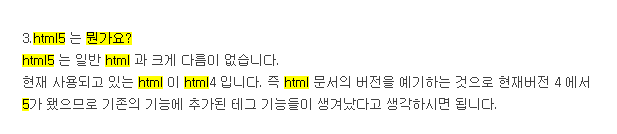 3.html5 는 뭔가요?
html5 는 일반 html 과 크게 다름이 없습니다.
현재 사용되고 있는 html 이 html4 입니다. 즉 html 문서의 버전을 예기하는 것으로 현재버전 4 에서
5가 됐으므로 기존의 기능에 추가된 테그 기능들이 생겨났다고 생각하시면 됩니다.